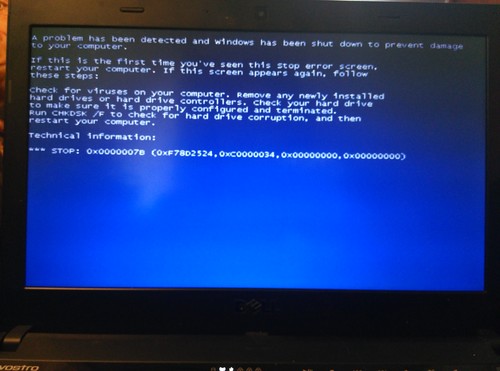 A problem has been detected and windows has been shut down to prevent damage
to your computer.
If this is the first time you've seen this Stop error screen,
restart your computer. If this screen appears again, follow
these steps:
Check for viruses on your computer. Remove any newly installed
hard drives or hard drive controllers. Check your hard drive
to make sure it is properly configured and terminated.
Run CHKDSK /F to check for hard drive corruption, and then
restart your computer.
Technical information:
*** STOP: 0x0000007B (0xF78D2524,0xC0000034,0x00000000,0x00000000)
DELL
vostro